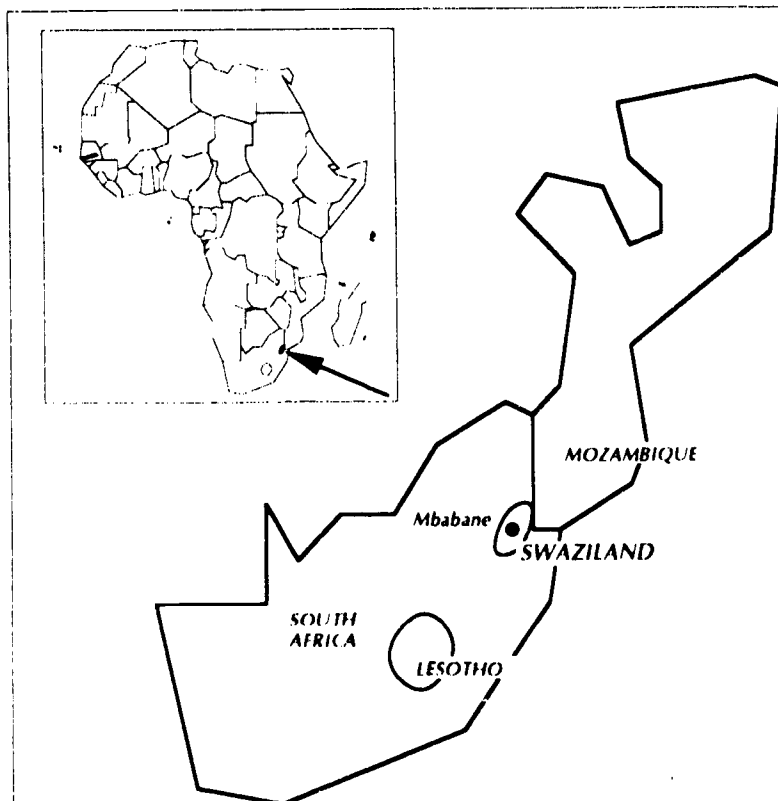 MOZAMBIQUE
Mbabane
SWAZILAND
SOUTH
AFRICA
LESOTHO